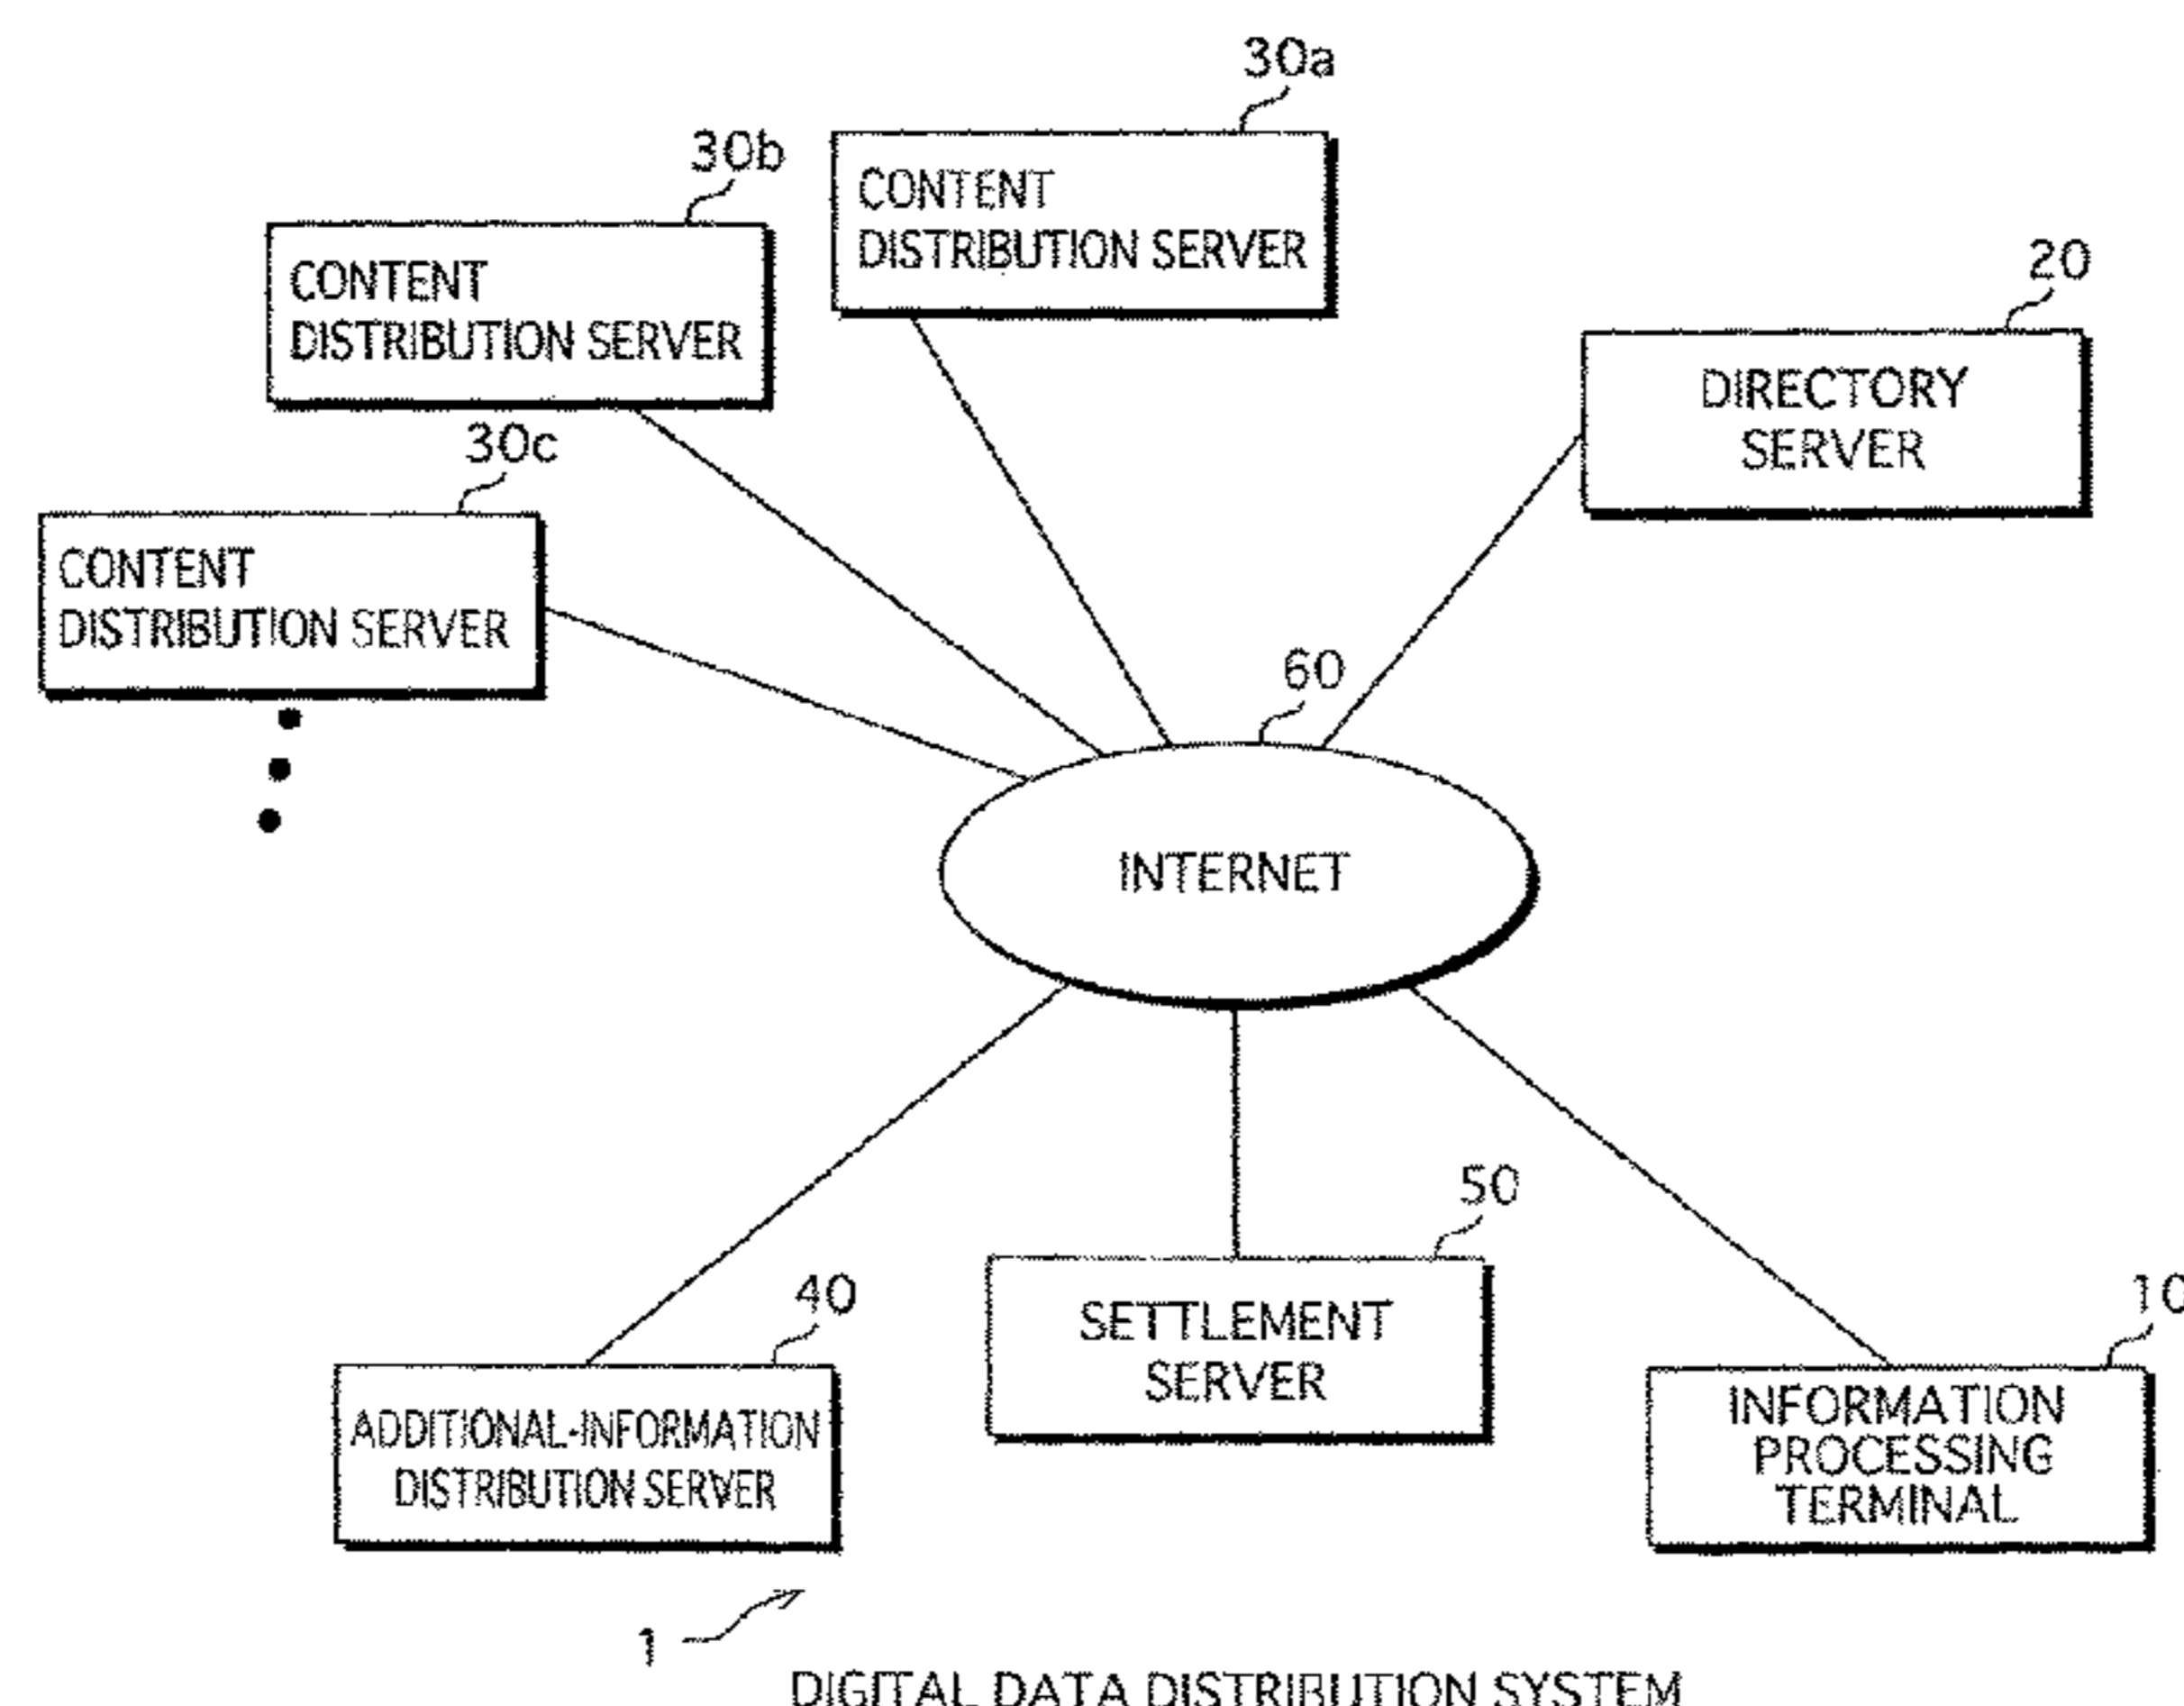 30a
30b
CONTENT
DISTRIBUTION SERVER
CONTENT
DISTRIBUTION SERVER
20
DIRECTORY
SERVER
30c
CONTENT
DISTRIBUTION SERVER
60
INTERNET
50
SETTLEMENT
SERVER
40
ADDITIONAL-INFORMATION
DISTRIBUTION SERVER
10
INFORMATION
PROCESSING
TERMINAL
1
DIGITAL DATA DISTRIBUTION SYSTEM